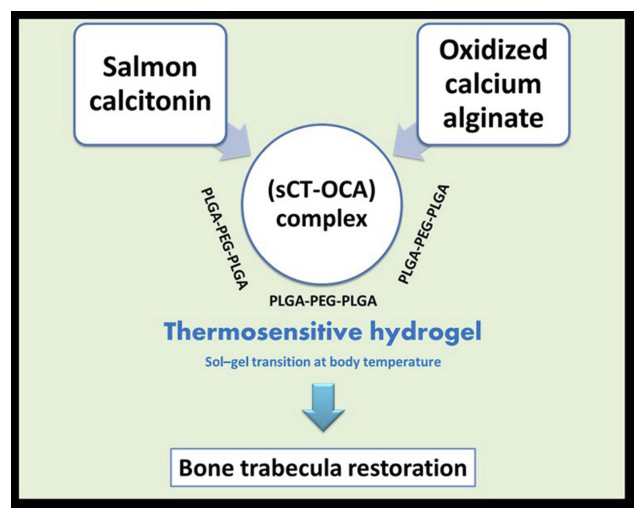 Salmon
calcitonin
Oxidized
calcium
alginate
(sCT-OCA)
complex
PLGA-PEG-PLGA
PLGA-PEG-PLGA
PLGA-PEG-PLGA
Thermosensitive hydrogel
Sol–gel transition at body temperature
Bone trabecula restoration